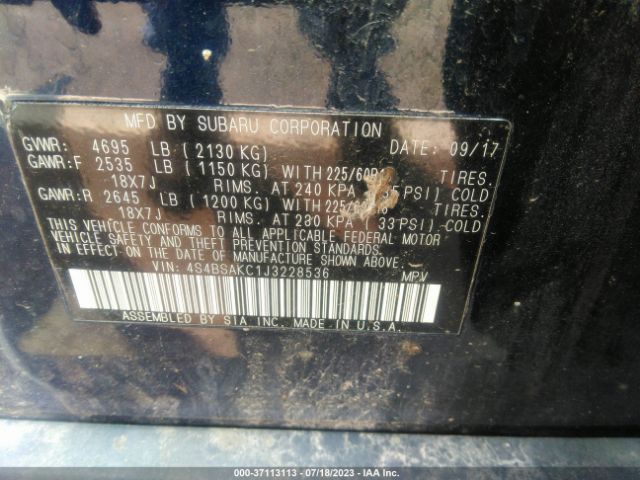 MFD BY SUBARU CORPORATION DATE: 09/17
GVWR: 4695 LB ( 2130 KG)
GAWR:F 2535 LB ( 1150 KG) WITH 225/60 TIRES.
18X7J RIMS. AT 240 KPA PSI) COLD
GAWR:R 2645 LB ( 1200 KG) WITH TIRES.
18X7J RIMS. AT 280 KPA 33 PSI) COLD
THIS VEHICLE CONFORMS TO ALL APPLICABLE FEDERAL MOTOR
VEHICLE SAFETY AND THEFT PREVENTION STANDARDS
IN EFFECT ON THE DATE OF MANUFACTURE SHOWN ABOVE.
VIN: 4S4BSAKC1J3228536 MPV
ASSEMBLED BY SIA INC. MADE IN U.S.A.
000-37113113 - 07/18/2023 - IAA Inc.